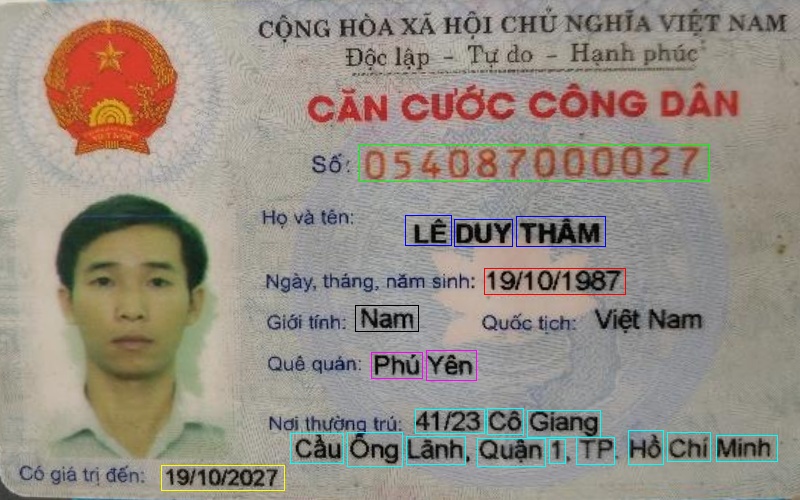 CỘNG HÒA XÃ HỘI CHỦ NGHĨA VIỆT NAM
Độc lập - Tự do - Hạnh phúc
CĂN CƯỚC CÔNG DÂN
Số: 054087000027
Họ và tên: LÊ DUY THÂM
Ngày, tháng, năm sinh: 19/10/1987
Giới tính: Nam Quốc tịch: Việt Nam
Quê quán: Phú Yên
Nơi thường trú: 41/23 Cô Giang
Cầu Ông Lãnh, Quận 1, TP. Hồ Chí Minh
Có giá trị đến: 19/10/2027